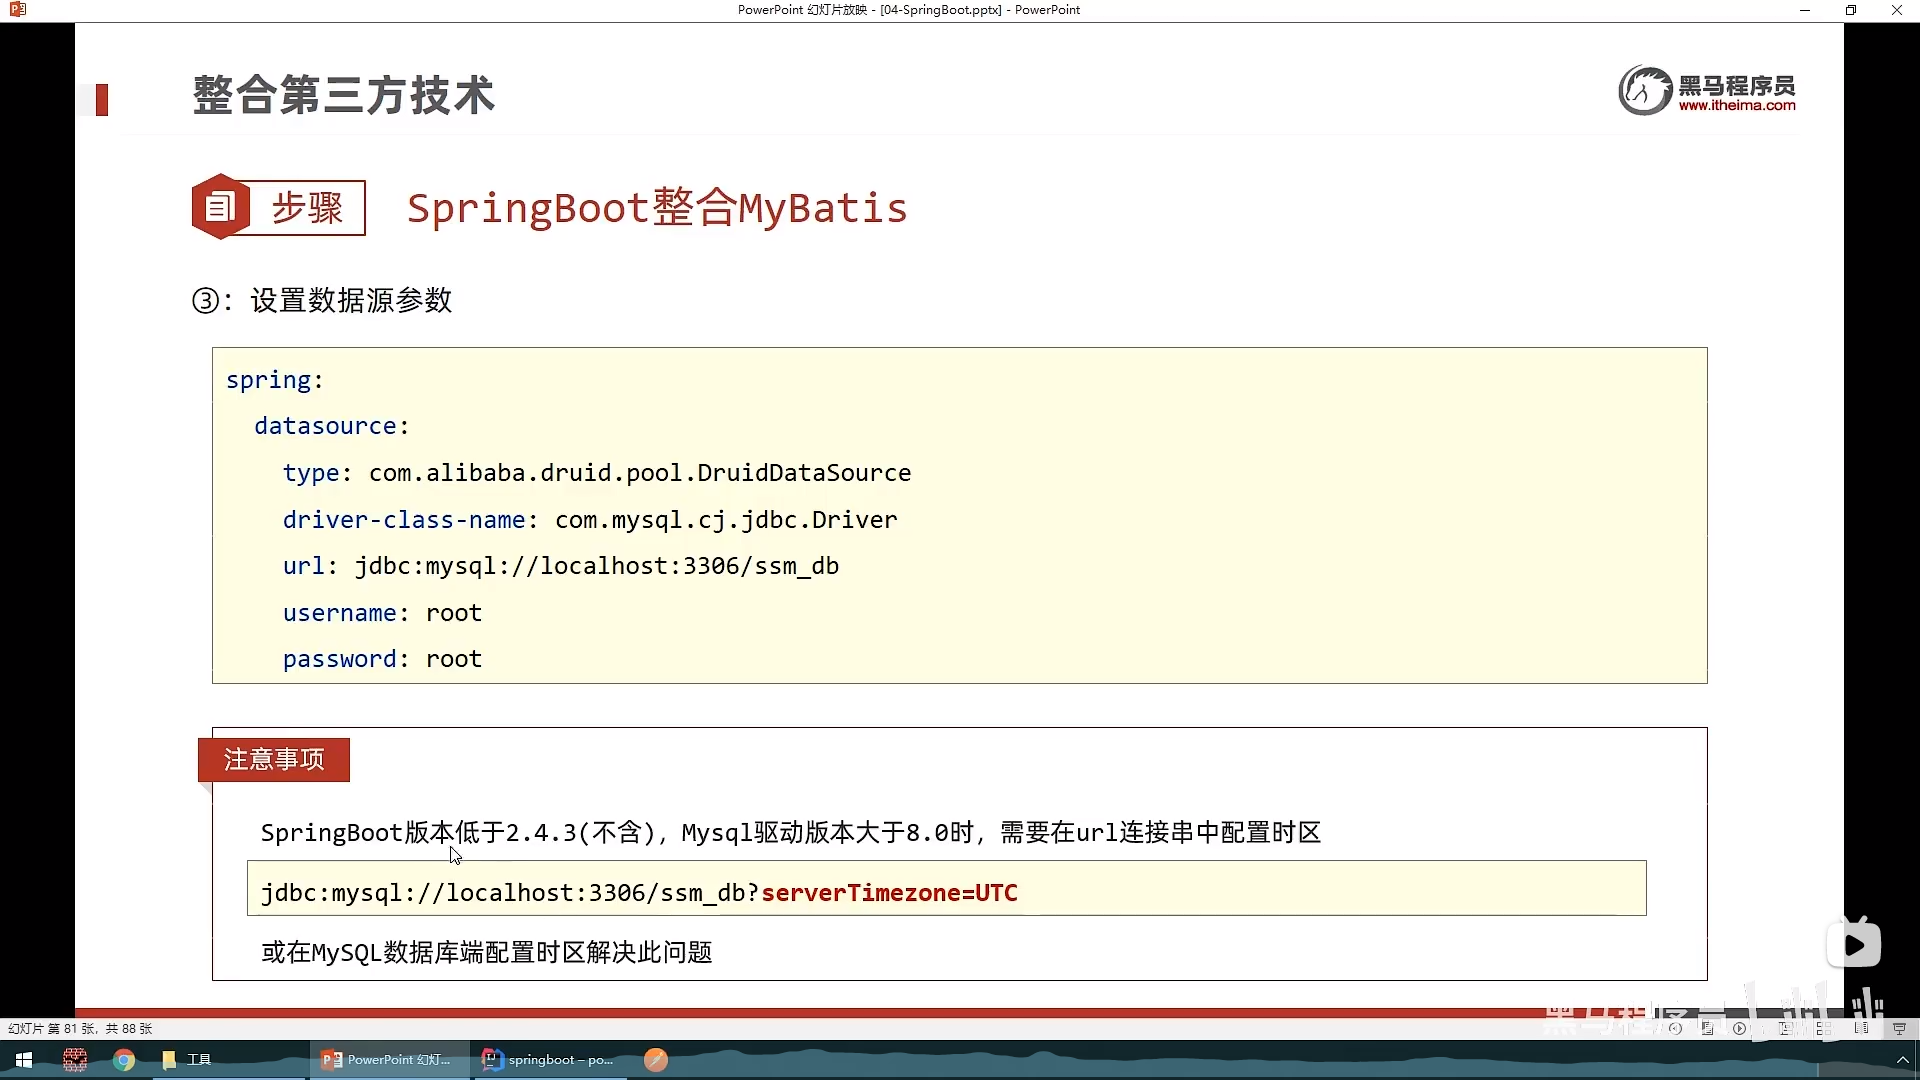 PowerPoint 幻灯片放映 - [04-SpringBoot.pptx] - PowerPoint
整合第三方技术
黑马程序员
www.itheima.com
步骤
SpringBoot整合MyBatis
③：设置数据源参数
spring:
datasource:
type: com.alibaba.druid.pool.DruidDataSource
driver-class-name: com.mysql.cj.jdbc.Driver
url: jdbc:mysql://localhost:3306/ssm_db
username: root
password: root
注意事项
SpringBoot版本低于2.4.3(不含)，Mysql驱动版本大于8.0时，需要在url连接串中配置时区
jdbc:mysql://localhost:3306/ssm_db?serverTimezone=UTC
或在MySQL数据库端配置时区解决此问题
黑马程序员
幻灯片 第 81 张，共 88 张
工具
PowerPoint 幻灯...
springboot – po...